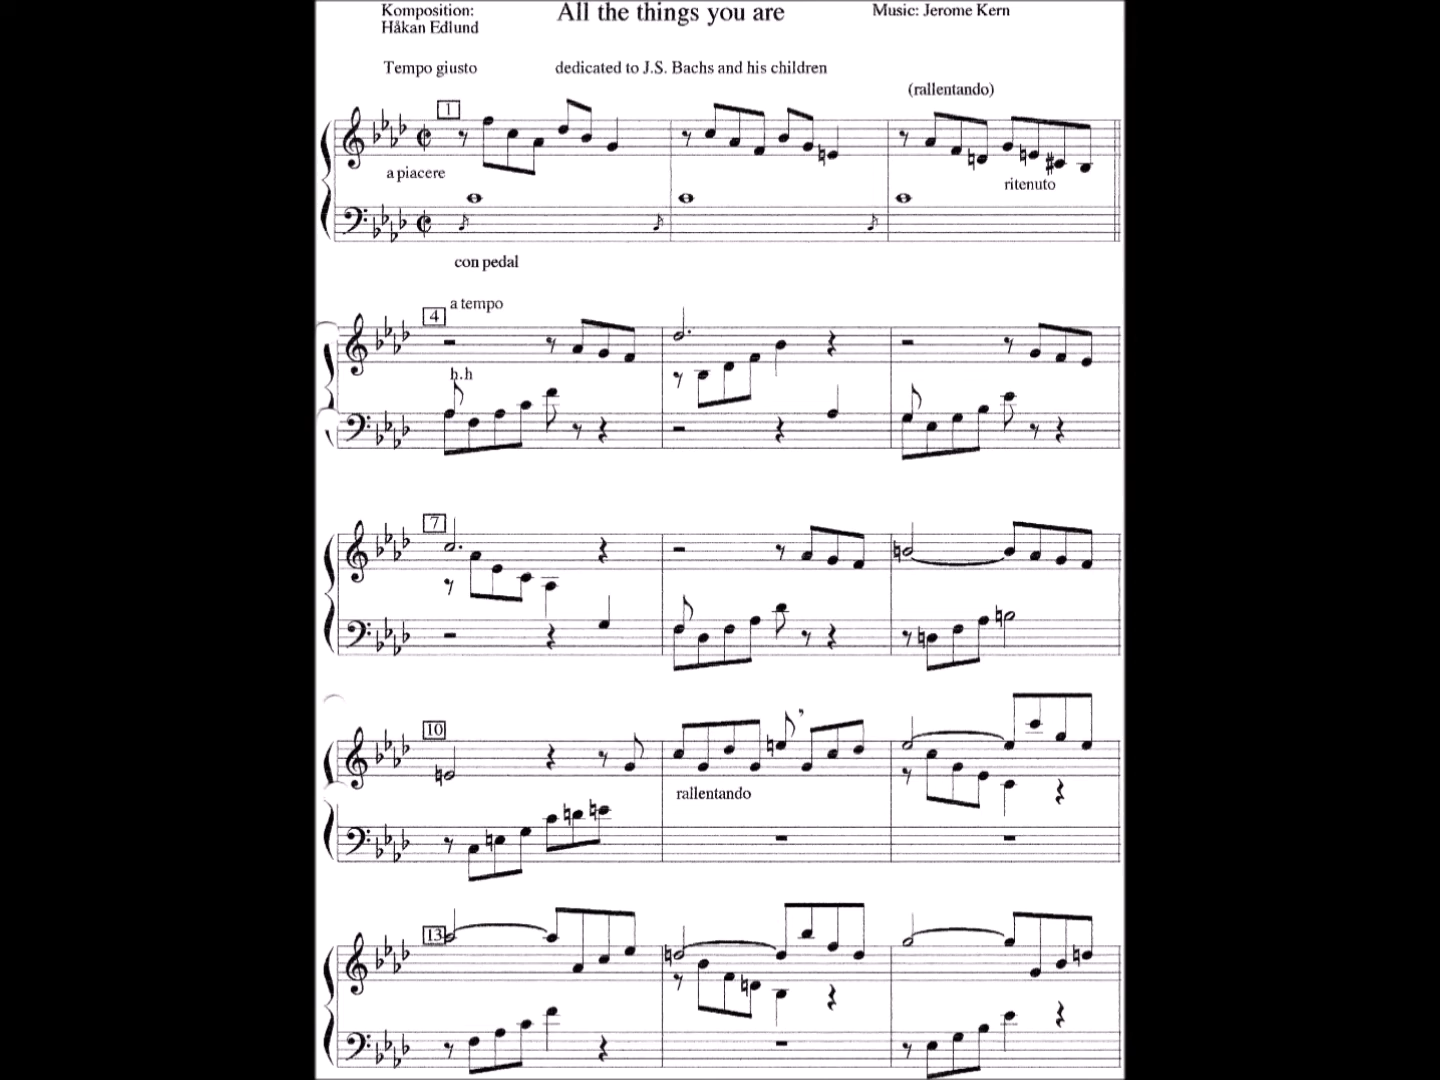 Komposition:
Håkan Edlund
All the things you are
Music: Jerome Kern
Tempo giusto
dedicated to J.S. Bachs and his children
(rallentando)
1
a piacere
ritenuto
con pedal
a tempo
4
h.h
7
10
rallentando
13